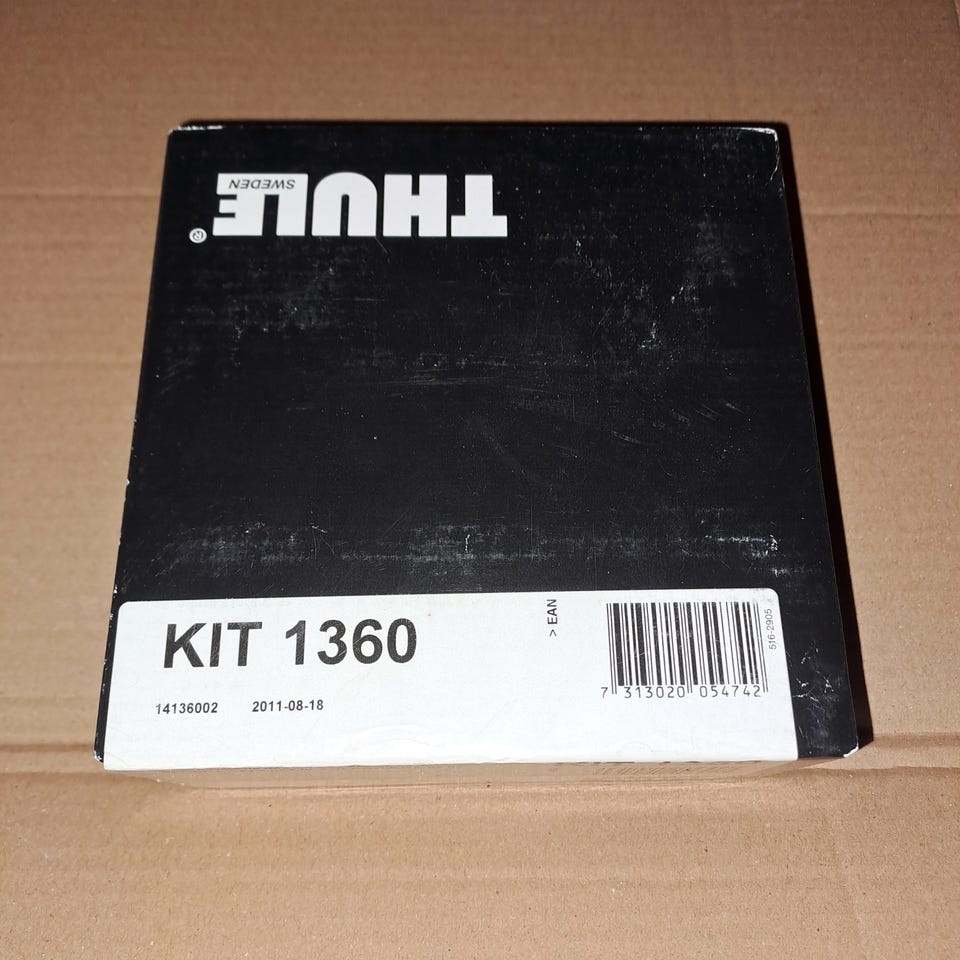 THULE®
SWEDEN
KIT 1360
> EAN
14136002 2011-08-18
7 313020 054742
516-2905